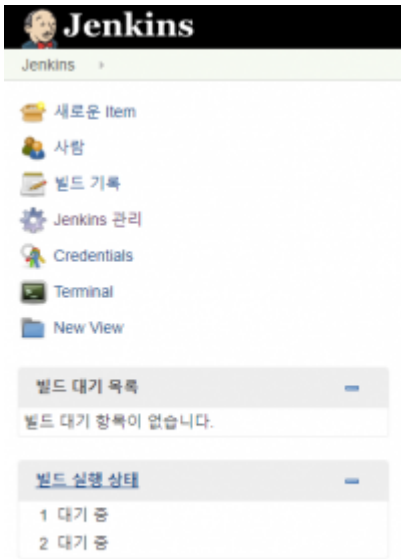 Jenkins
Jenkins
새로운 Item
사람
빌드 기록
Jenkins 관리
Credentials
Terminal
New View
빌드 대기 목록
빌드 대기 항목이 없습니다.
빌드 실행 상태
1 대기 중
2 대기 중